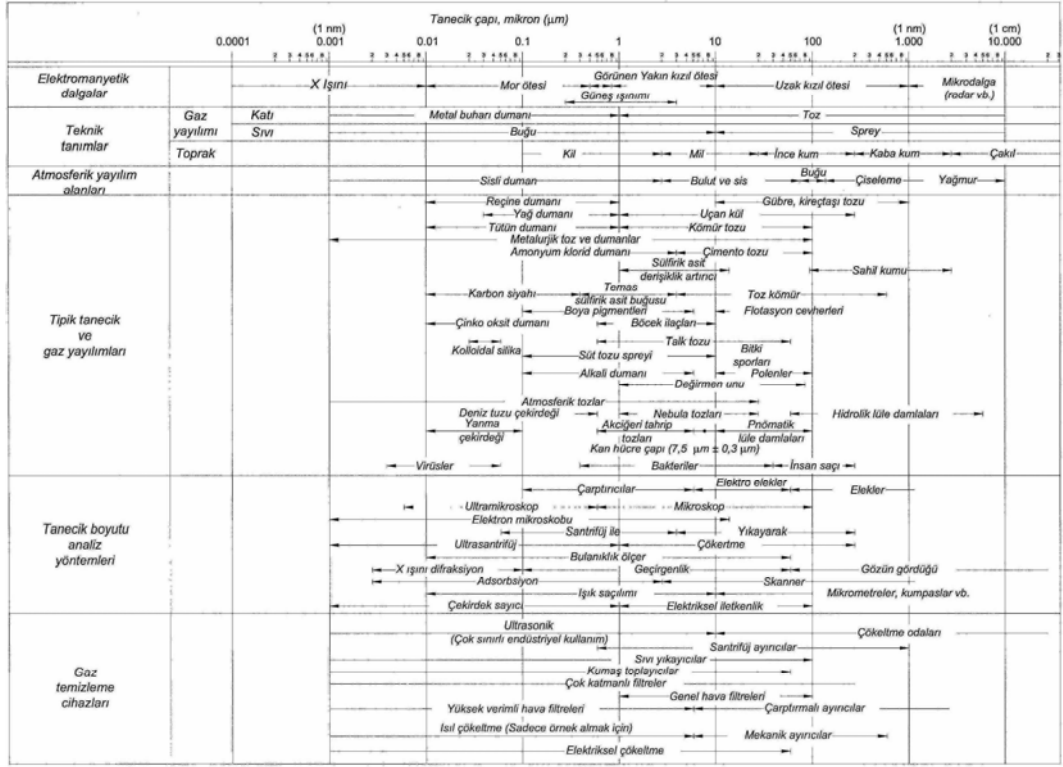 Tanecik çapı, mikron (μm)
(1 nm) (1 nm) (1 cm)
0.0001 0.001 0.01 0.1 1 10 100 1.000 10.000
Elektromanyetik dalgalar
X Işını
Mor ötesi
Görünen Yakın kızıl ötesi
Güneş ışınımı
Uzak kızıl ötesi
Mikrodalga (radar vb.)
Teknik tanımlar
Gaz yayılımı
Katı
Metal buharı dumanı
Toz
Sıvı
Buğu
Sprey
Toprak
Kil
Mil
İnce kum
Kaba kum
Çakıl
Atmosferik yayılım alanları
Sisli duman
Bulut ve sis
Buğu
Çiseleme
Yağmur
Tipik tanecik ve gaz yayılımları
Reçine dumanı
Gübre, kireçtaşı tozu
Yağ dumanı
Uçan kül
Tütün dumanı
Kömür tozu
Metalurjik toz ve dumanlar
Amonyum klorid dumanı
Çimento tozu
Sülfirik asit derişiklik artırıcı
Sahil kumu
Karbon siyahı
Temas sülfirik asit buğusu
Toz kömür
Boya pigmentleri
Flotasyon cevherleri
Çinko oksit dumanı
Böcek ilaçları
Kolloidal silika
Talk tozu
Süt tozu spreyi
Bitki sporları
Alkali dumanı
Polenler
Değirmen unu
Atmosferik tozlar
Deniz tuzu çekirdeği
Nebula tozları
Hidrolik lüle damlaları
Yanma çekirdeği
Akciğeri tahrip tozları
Pnömatik lüle damlaları
Kan hücre çapı (7,5 μm ± 0,3 μm)
Virüsler
Bakteriler
İnsan saçı
Tanecik boyutu analiz yöntemleri
Çarptırıcılar
Elektro elekler
Elekler
Ultramikroskop
Mikroskop
Elektron mikroskobu
Santrifüj ile
Yıkayarak
Ultrasantrifüj
Çökertme
Bulanıklık ölçer
X ışını difraksiyon
Geçirgenlik
Gözün gördüğü
Adsorbsiyon
Skanner
Işık saçılımı
Mikrometreler, kumpaslar vb.
Çekirdek sayıcı
Elektriksel iletkenlik
Gaz temizleme cihazları
Ultrasonik
(Çok sınırlı endüstriyel kullanım)
Çökeltme odaları
Santrifüj ayırıcılar
Sıvı yıkayıcılar
Kumaş toplayıcılar
Çok katmanlı filtreler
Genel hava filtreleri
Yüksek verimli hava filtreleri
Çarptırmalı ayırıcılar
Isıl çökeltme (Sadece örnek almak için)
Mekanik ayırıcılar
Elektriksel çökeltme